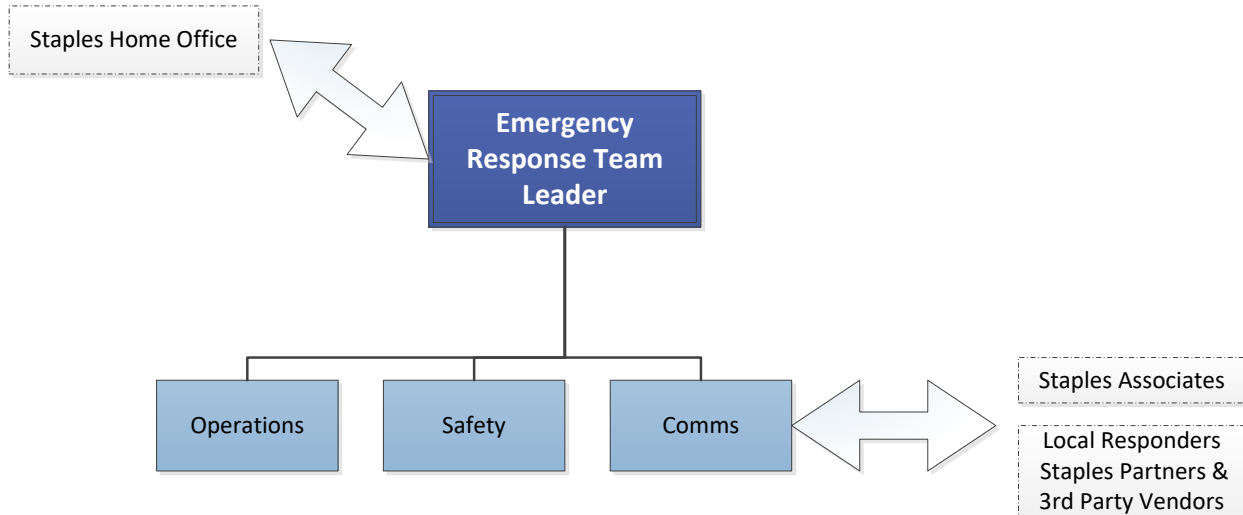 Staples Home Office
Emergency
Response Team
Leader
Operations
Safety
Comms
Staples Associates
Local Responders
Staples Partners &
3rd Party Vendors